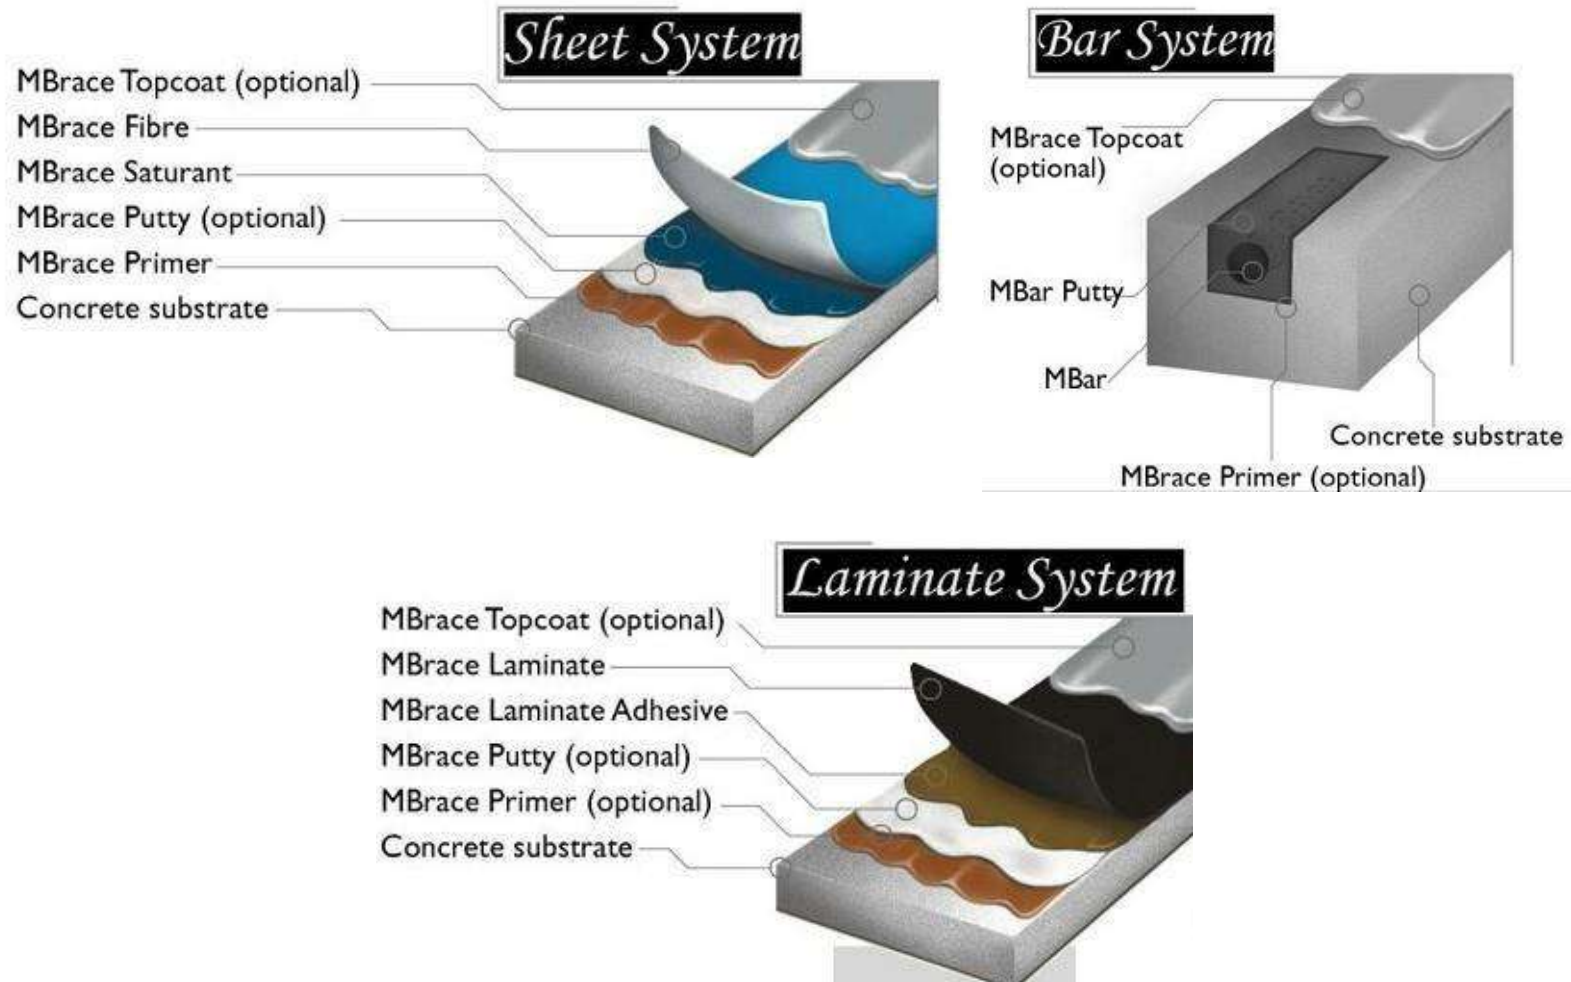 Sheet System
MBrace Topcoat (optional)
MBrace Fibre
MBrace Saturant
MBrace Putty (optional)
MBrace Primer
Concrete substrate
Bar System
MBrace Topcoat
(optional)
MBar Putty
MBar
Concrete substrate
MBrace Primer (optional)
Laminate System
MBrace Topcoat (optional)
MBrace Laminate
MBrace Laminate Adhesive
MBrace Putty (optional)
MBrace Primer (optional)
Concrete substrate